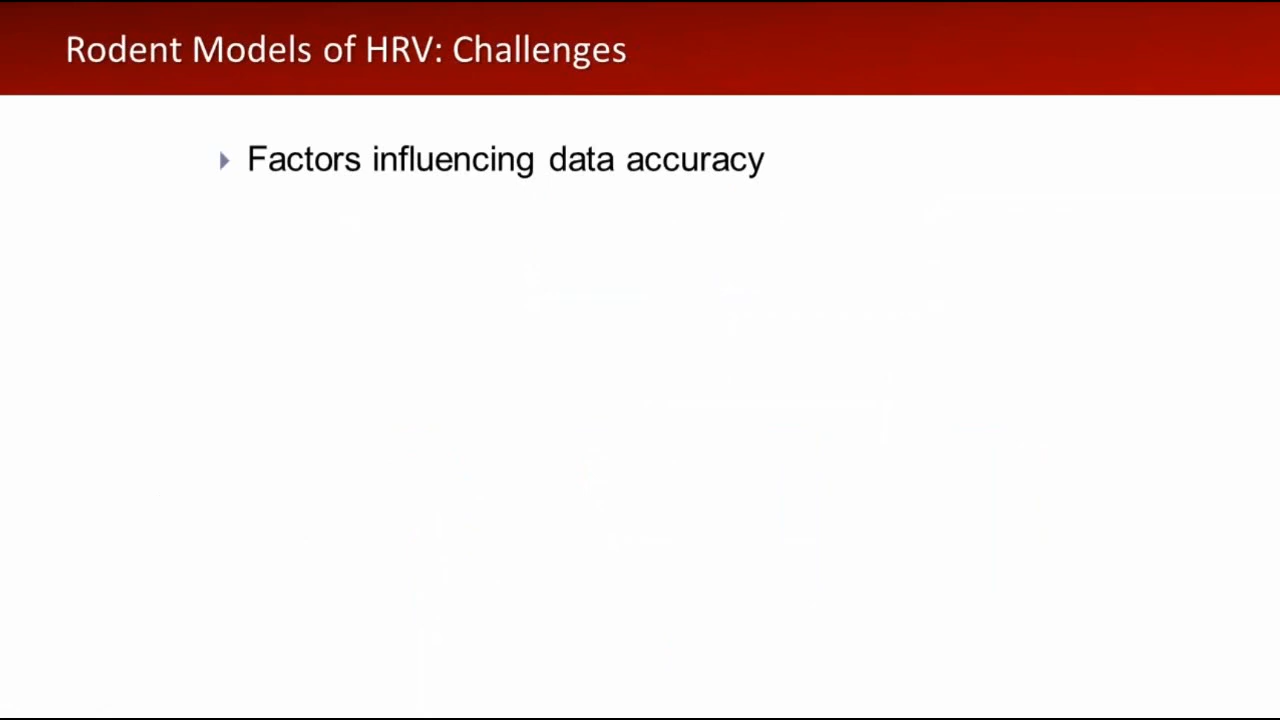 Rodent Models of HRV: Challenges
Factors influencing data accuracy